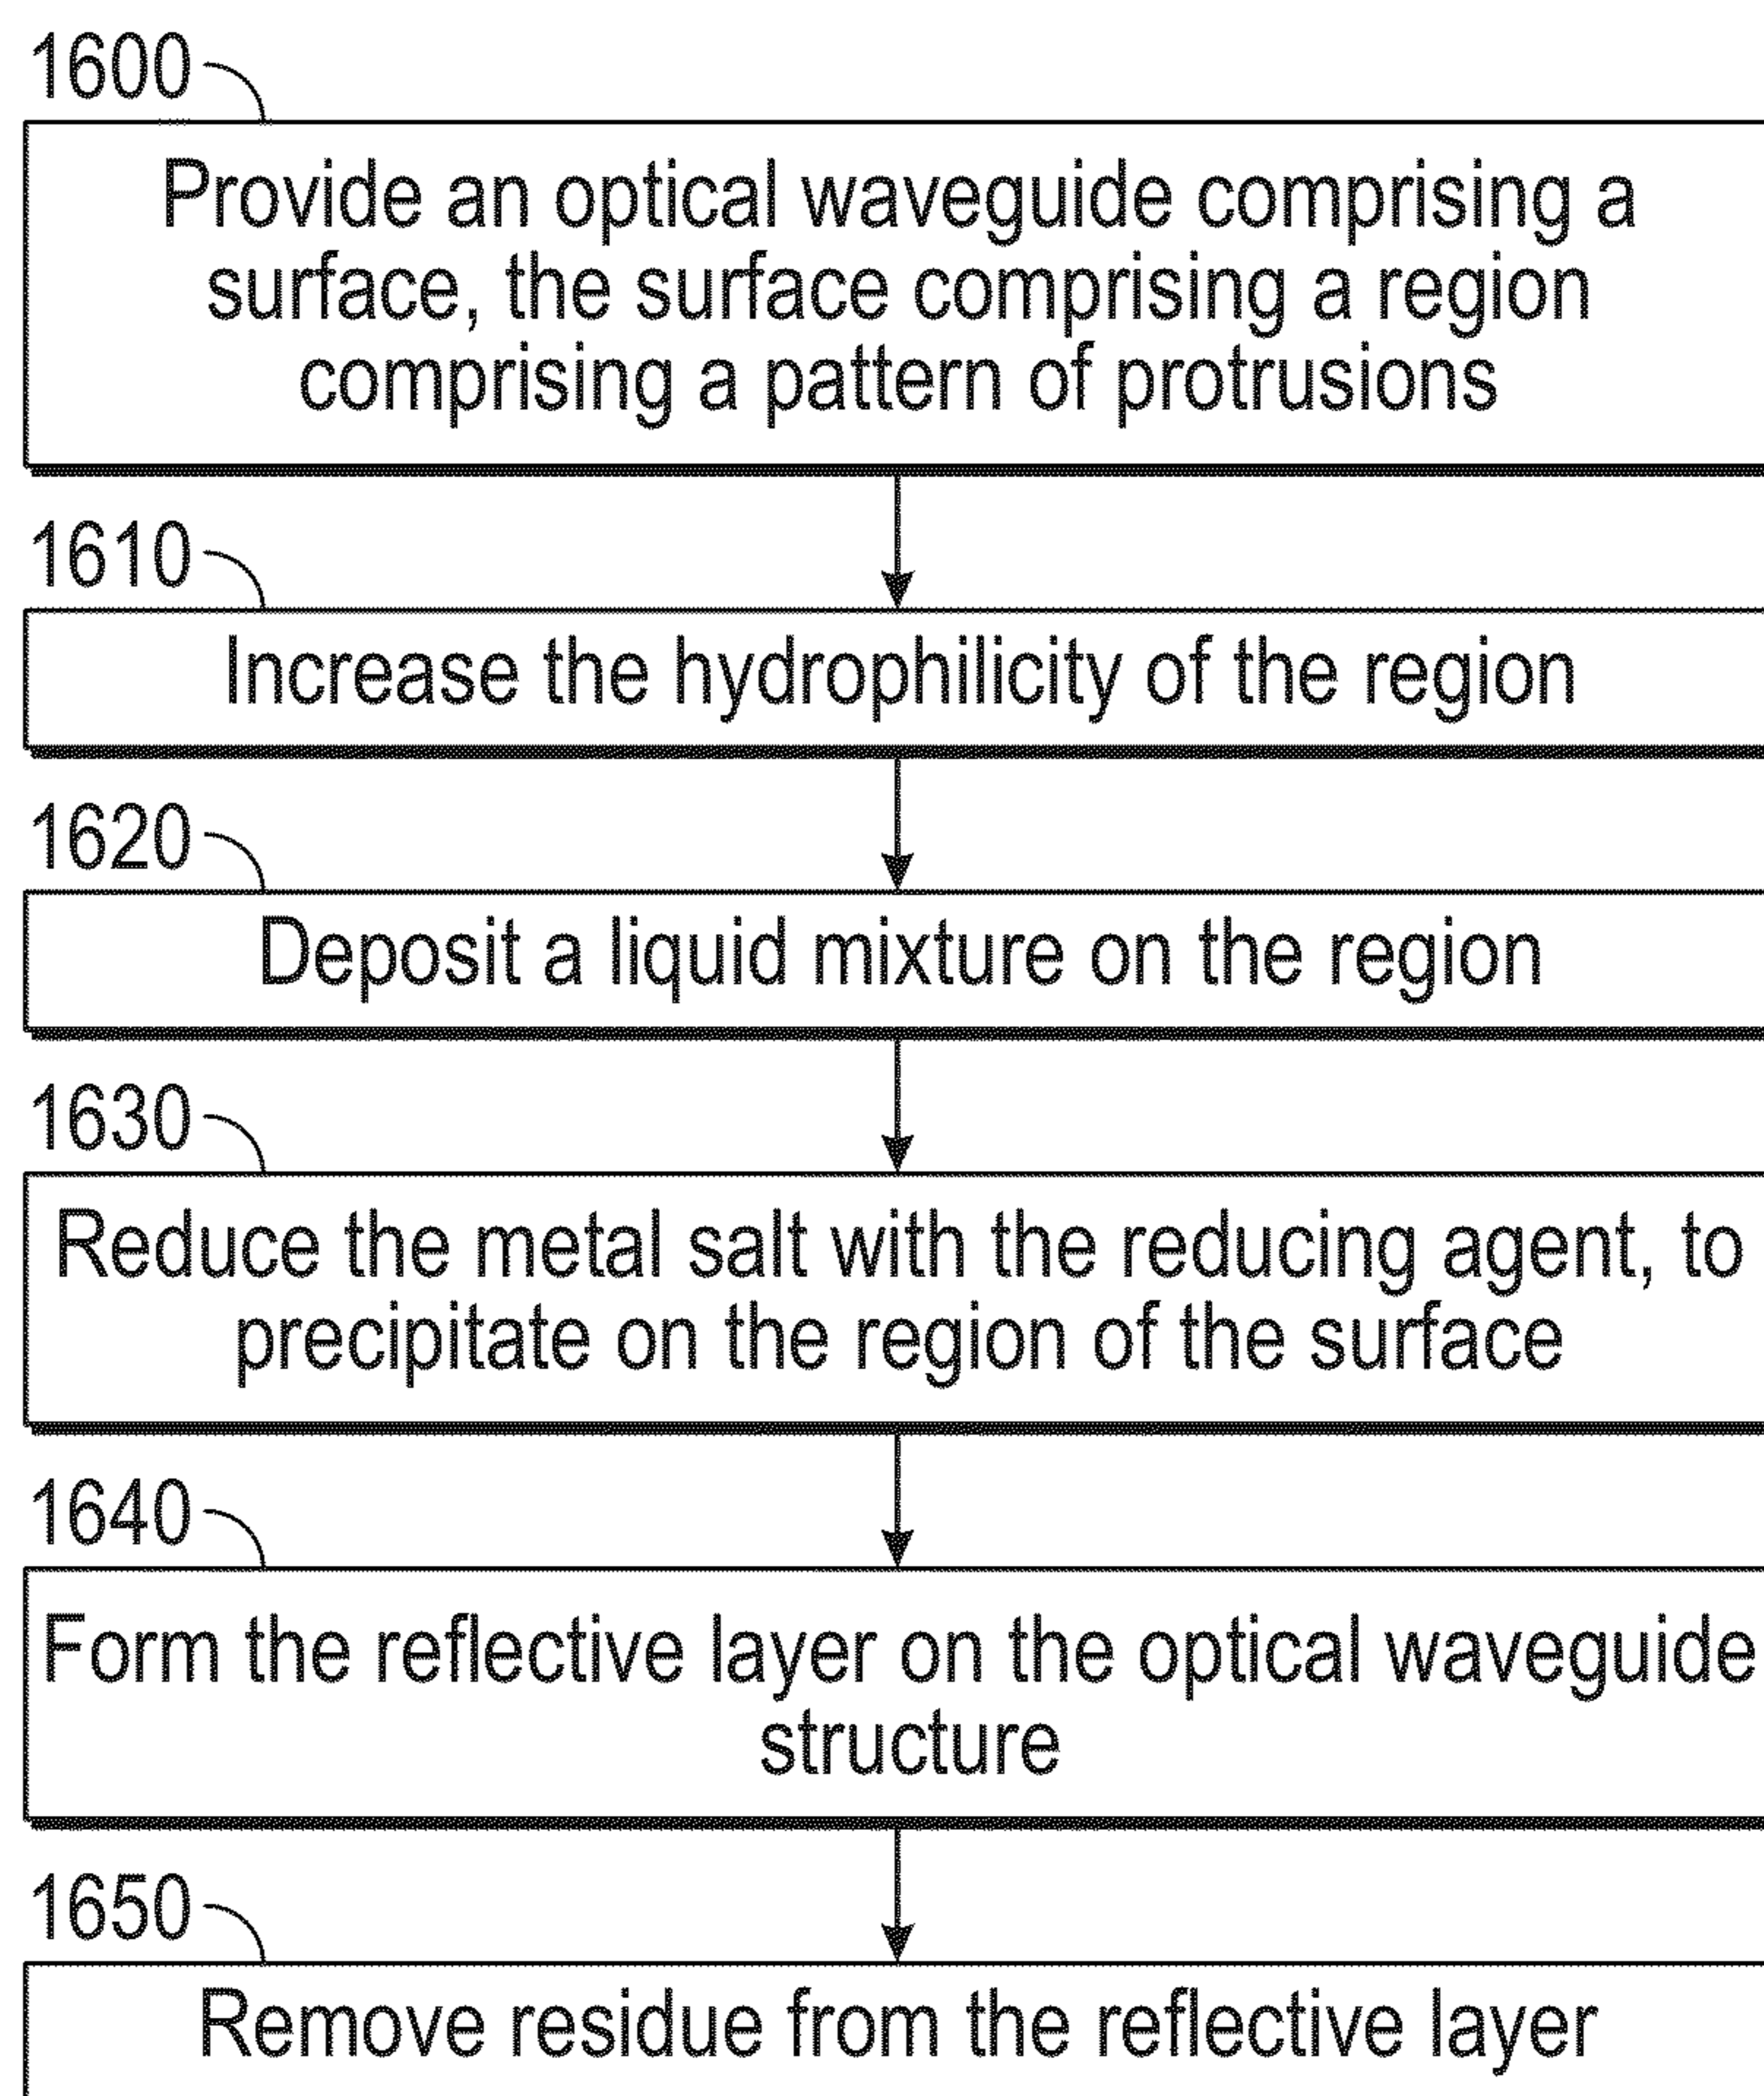 1600
Provide an optical waveguide comprising a
surface, the surface comprising a region
comprising a pattern of protrusions
1610
Increase the hydrophilicity of the region
1620
Deposit a liquid mixture on the region
1630
Reduce the metal salt with the reducing agent, to
precipitate on the region of the surface
1640
Form the reflective layer on the optical waveguide
structure
1650
Remove residue from the reflective layer